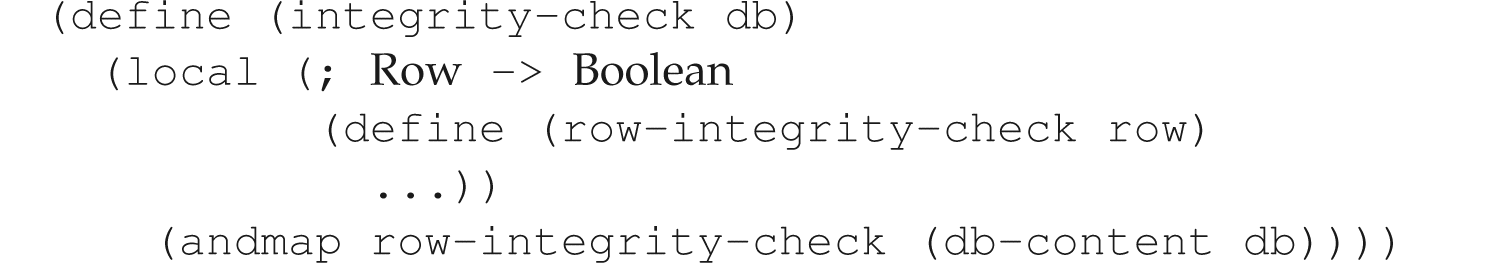 (define (integrity-check db)
(local (; Row -> Boolean
(define (row-integrity-check row)
...))
(andmap row-integrity-check (db-content db))))